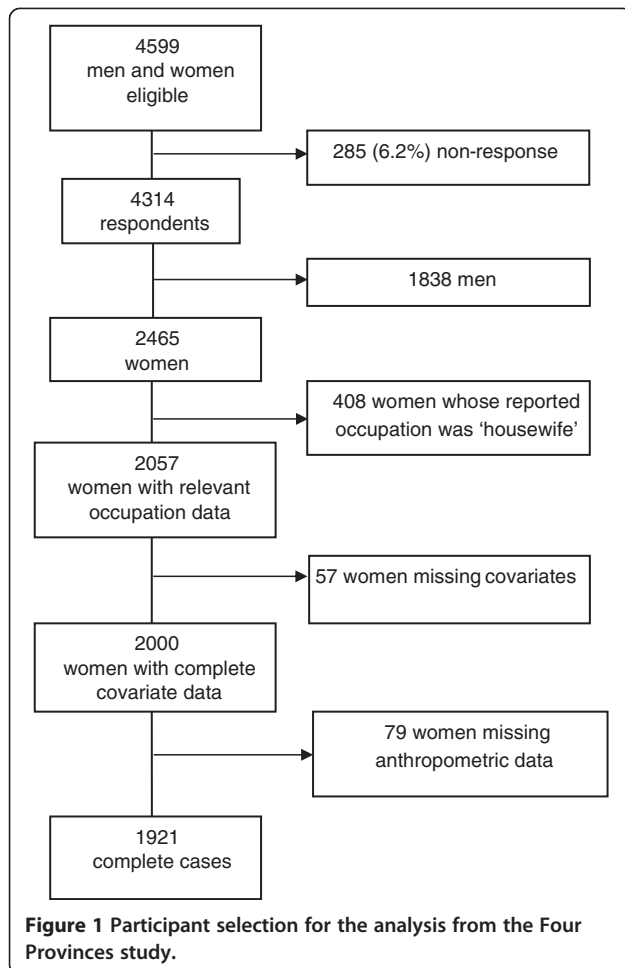 4599
men and women
eligible
285 (6.2%) non-response
4314
respondents
1838 men
2465
women
408 women whose reported
occupation was ‘housewife’
2057
women with relevant
occupation data
57 women missing covariates
2000
women with complete
covariate data
79 women missing
anthropometric data
1921
complete cases
Figure 1 Participant selection for the analysis from the Four
Provinces study.